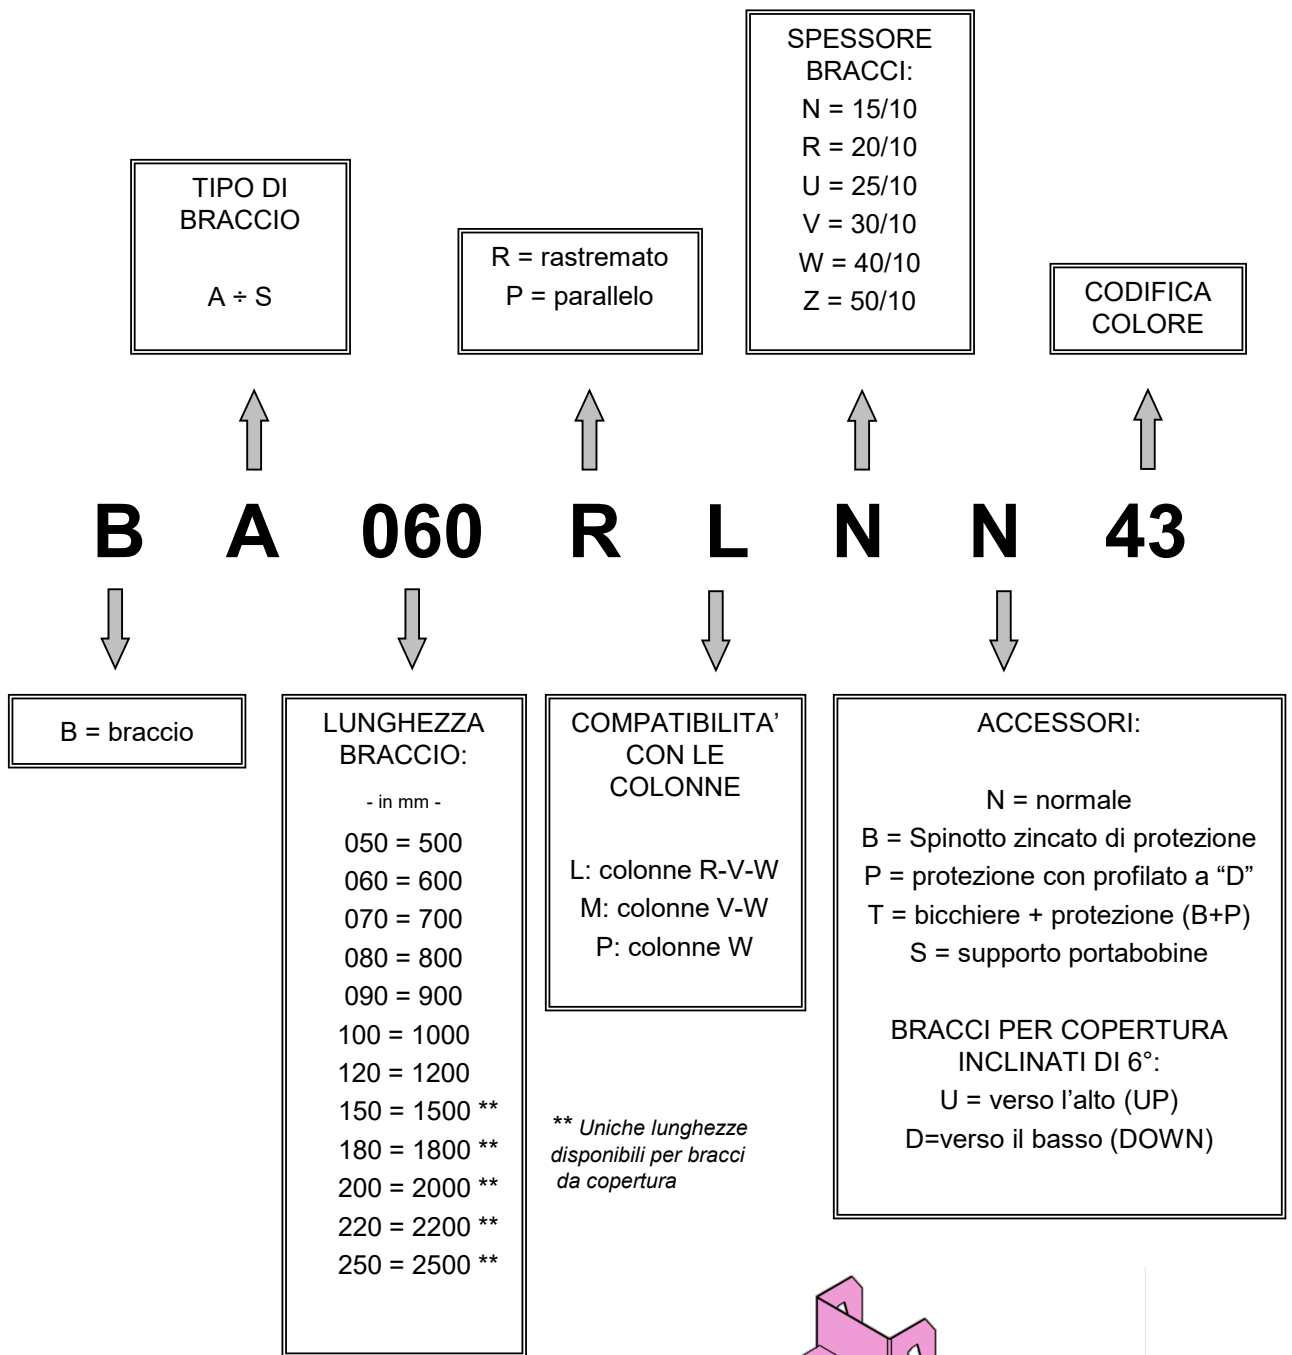 SPESSORE
BRACCI:
N = 15/10
R = 20/10
U = 25/10
V = 30/10
W = 40/10
Z = 50/10
TIPO DI
BRACCIO
A ÷ S
R = rastremato
P = parallelo
CODIFICA
COLORE
B A 060 R L N N 43
B = braccio
LUNGHEZZA
BRACCIO:
- in mm -
050 = 500
060 = 600
070 = 700
080 = 800
090 = 900
100 = 1000
120 = 1200
150 = 1500 **
180 = 1800 **
200 = 2000 **
220 = 2200 **
250 = 2500 **
COMPATIBILITA’
CON LE
COLONNE
L: colonne R-V-W
M: colonne V-W
P: colonne W
** Uniche lunghezze
disponibili per bracci
da copertura
ACCESSORI:
N = normale
B = Spinotto zincato di protezione
P = protezione con profilato a “D”
T = bicchiere + protezione (B+P)
S = supporto portabobine
BRACCI PER COPERTURA
INCLINATI DI 6°:
U = verso l’alto (UP)
D=verso il basso (DOWN)